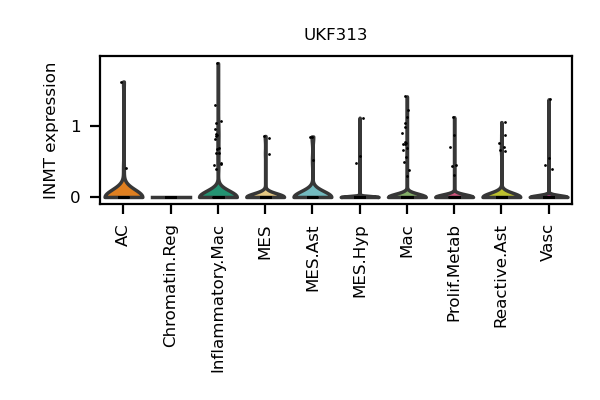 UKF313
INMT expression
1
0
AC
Chromatin.Reg
Inflammatory.Mac
MES
MES.Ast
MES.Hyp
Mac
Prolif.Metab
Reactive.Ast
Vasc